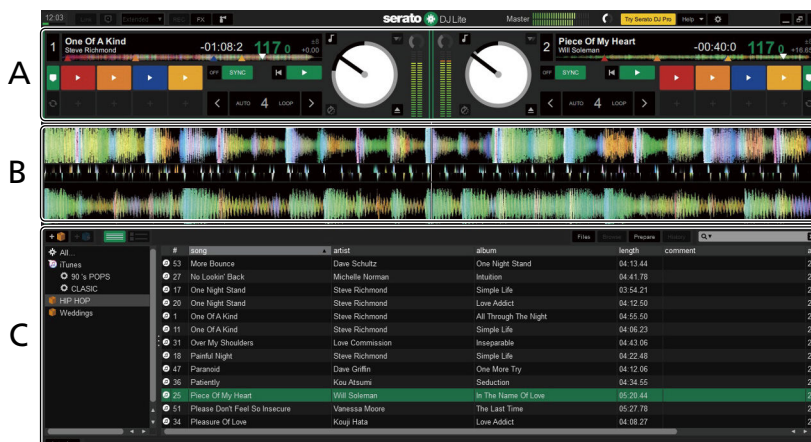 12:03 Link Extended REC FX serato DJ Lite Master Try Serato DJ Pro Help
A
1 One Of A Kind -01:08:2 117.0 ±8
Steve Richmond +0.00
OFF SYNC
AUTO 4 LOOP
2 Piece Of My Heart -00:40:0 117.0 ±8
Will Soleman
OFF SYNC
AUTO 4 LOOP
B
C
Files Browse Prepare History
# song artist album length comment
All...
iTunes
90 's POPS
CLASIC
HIP HOP
Weddings
53 More Bounce Dave Schultz One Night Stand 04:13.44
27 No Lookin' Back Michelle Norman Intuition 04:41.78
17 One Night Stand Steve Richmond Simple Life 03:54.21
20 One Night Stand Steve Richmond Love Addict 04:12.50
1 One Of A Kind Steve Richmond All Through The Night 04:55.50
11 One Of A Kind Steve Richmond Simple Life 04:06.23
31 Over My Shoulders Love Commission Inseparable 04:43.06
18 Painful Night Steve Richmond Simple Life 04:22.48
47 Paranoid Dave Griffin One More Try 04:12.06
36 Patiently Kou Atsumi Seduction 04:34.55
25 Piece Of My Heart Will Soleman In The Name Of Love 05:20.44
51 Please Don't Feel So Insecure Vanessa Moore The Last Time 05:27.78
34 Pleasure Of Love Kouji Hata Love Addict 04:08.27